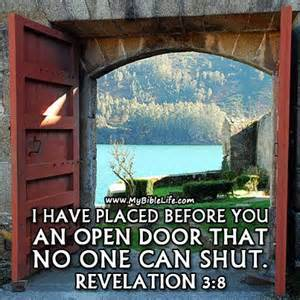 www.MyBibleLife.com
I HAVE PLACED BEFORE YOU
AN OPEN DOOR THAT
NO ONE CAN SHUT.
REVELATION 3:8